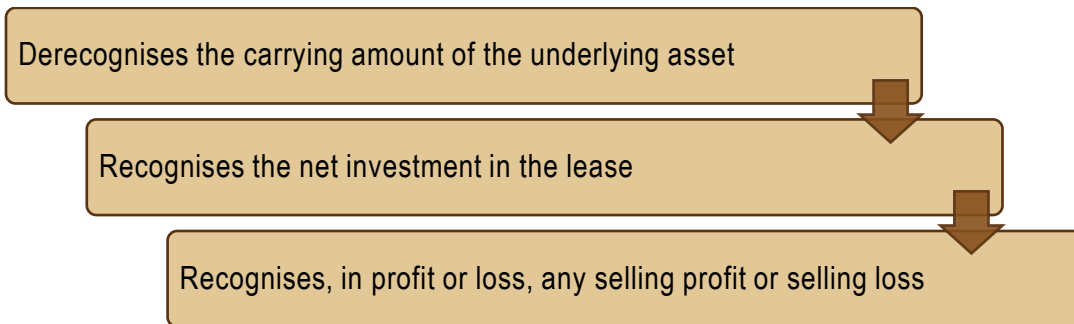 Derecognises the carrying amount of the underlying asset
Recognises the net investment in the lease
Recognises, in profit or loss, any selling profit or selling loss